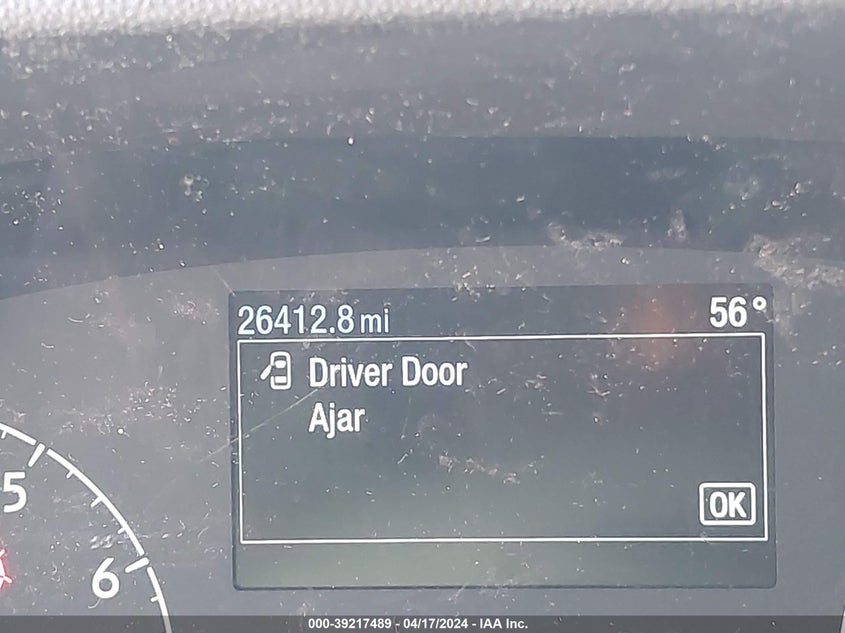 26412.8 mi 56°
Driver Door
Ajar
OK
5
6
000-39217489 - 04/17/2024 - IAA Inc.